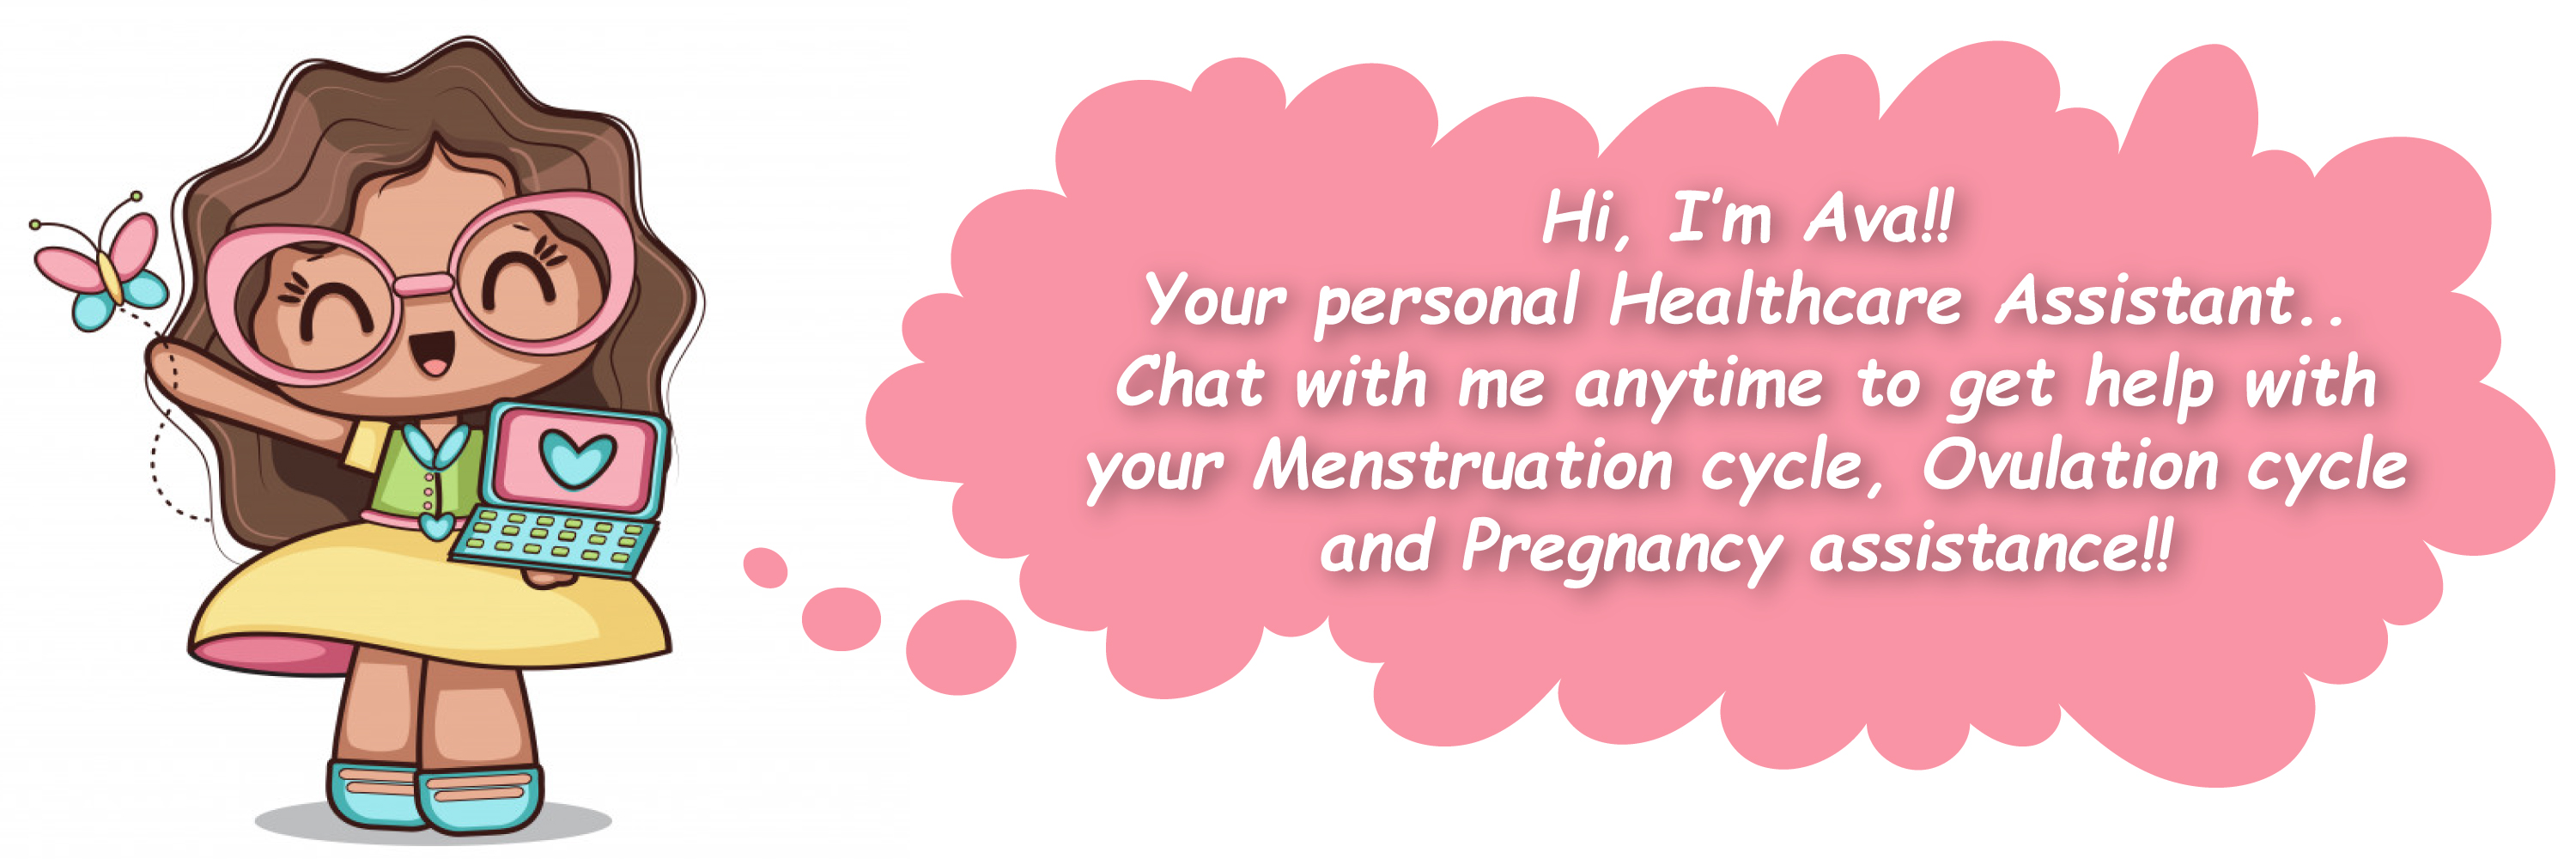 Hi, I'm Ava!!
Your personal Healthcare Assistant..
Chat with me anytime to get help with
your Menstruation cycle, Ovulation cycle
and Pregnancy assistance!!